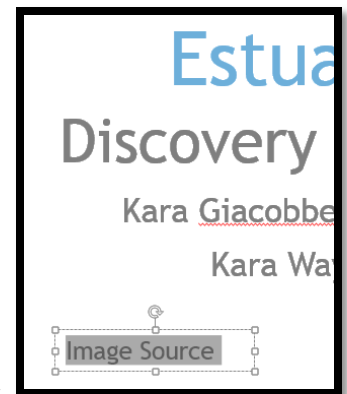 Estua
Discovery
Kara Giacobbe
Kara Way
Image Source